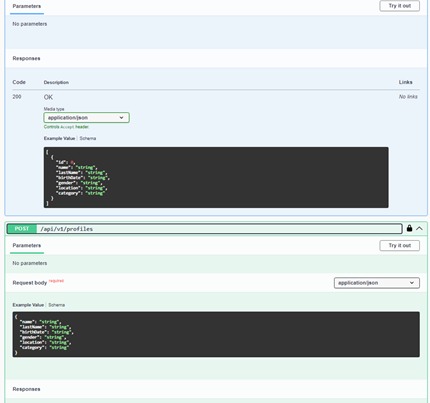 Parameters
Try it out
No parameters
Responses
Code Description Links
200 OK No links
Media type
application/json
Controls Accept header.
Example Value | Schema
[
{
"id": 0,
"name": "string",
"lastName": "string",
"birthDate": "string",
"gender": "string",
"location": "string",
"category": "string"
}
]
POST /api/v1/profiles
Parameters
Try it out
No parameters
Request body required
application/json
Example Value | Schema
{
"name": "string",
"lastName": "string",
"birthDate": "string",
"gender": "string",
"location": "string",
"category": "string"
}
Responses